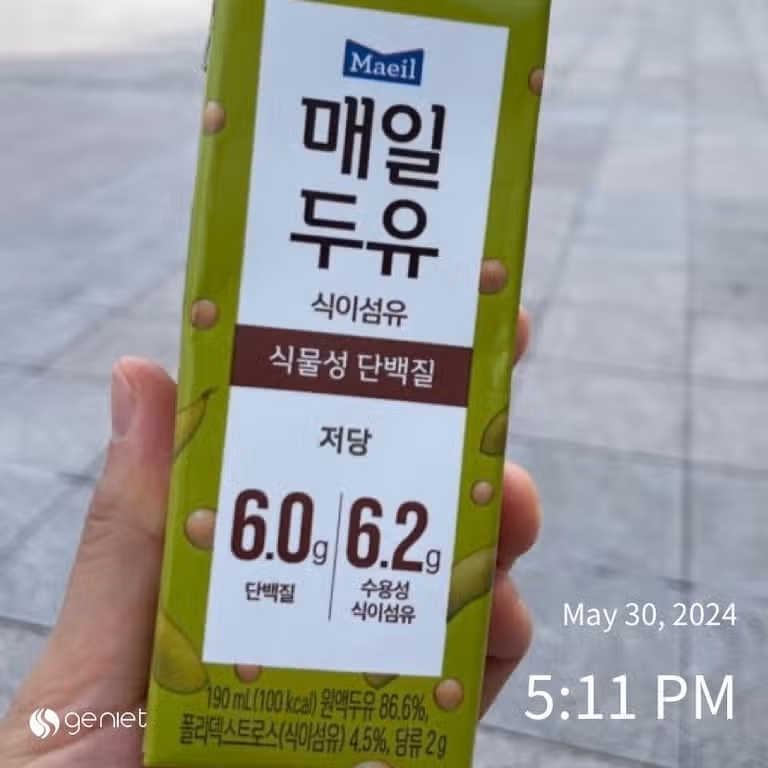 Maeil
매일
두유
식이섬유
식물성 단백질
저당
6.0g
단백질
6.2g
수용성
식이섬유
190 mL(100 kcal) 원액두유 86.6%,
폴리덱스트로스(식이섬유) 4.5%, 당류 2g
May 30, 2024
5:11 PM
geniet